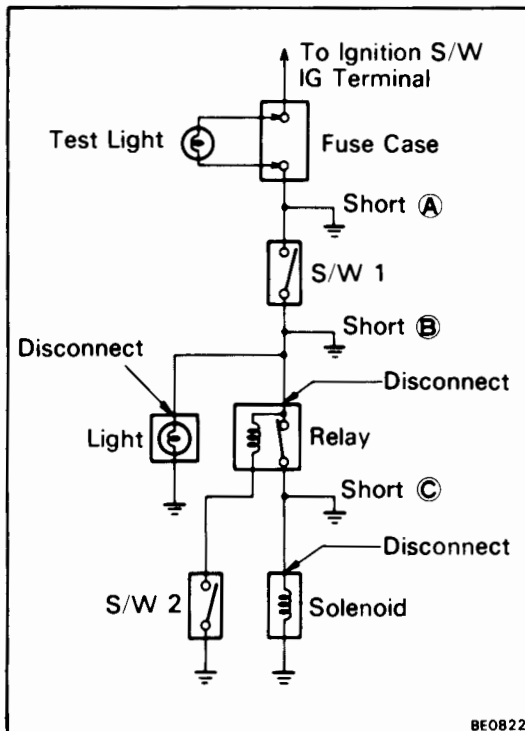 To Ignition S/W
IG Terminal
Test Light
Fuse Case
Short Ⓐ
S/W 1
Short Ⓑ
Disconnect
Disconnect
Light
Relay
Short Ⓒ
Disconnect
S/W 2
Solenoid
BE0822